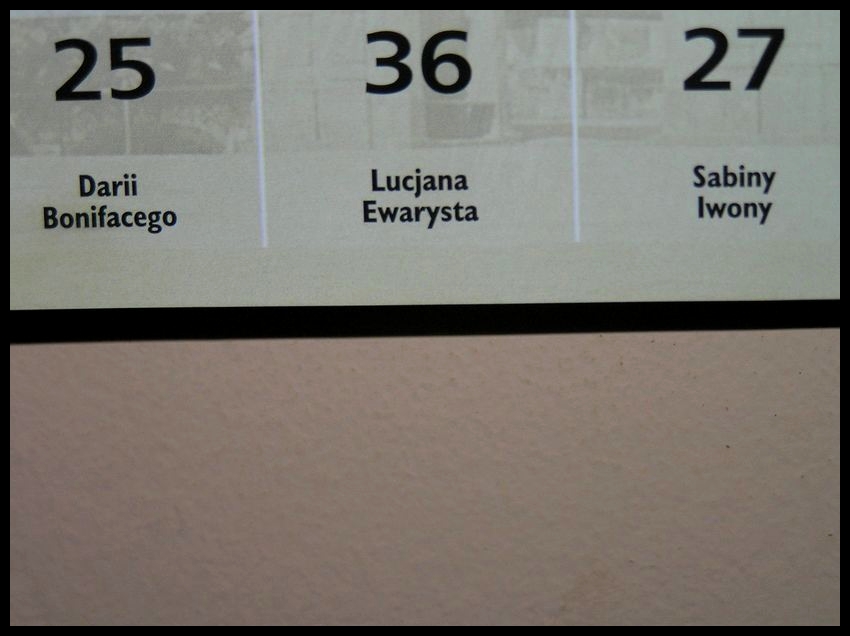 25 36 27
Darii Lucjana Sabiny
Bonifacego Ewarysta Iwony